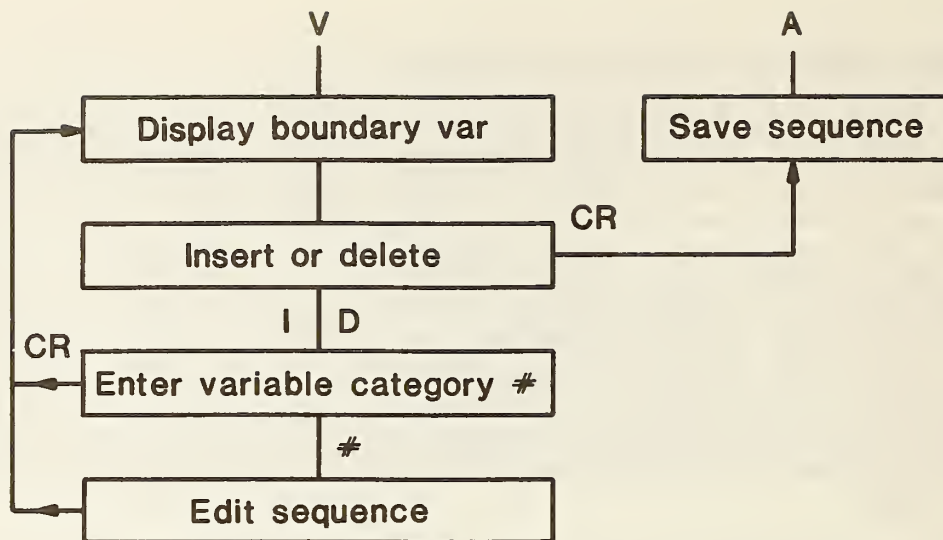 V
A
Display boundary var
Save sequence
CR
Insert or delete
I D
CR
Enter variable category #
#
Edit sequence